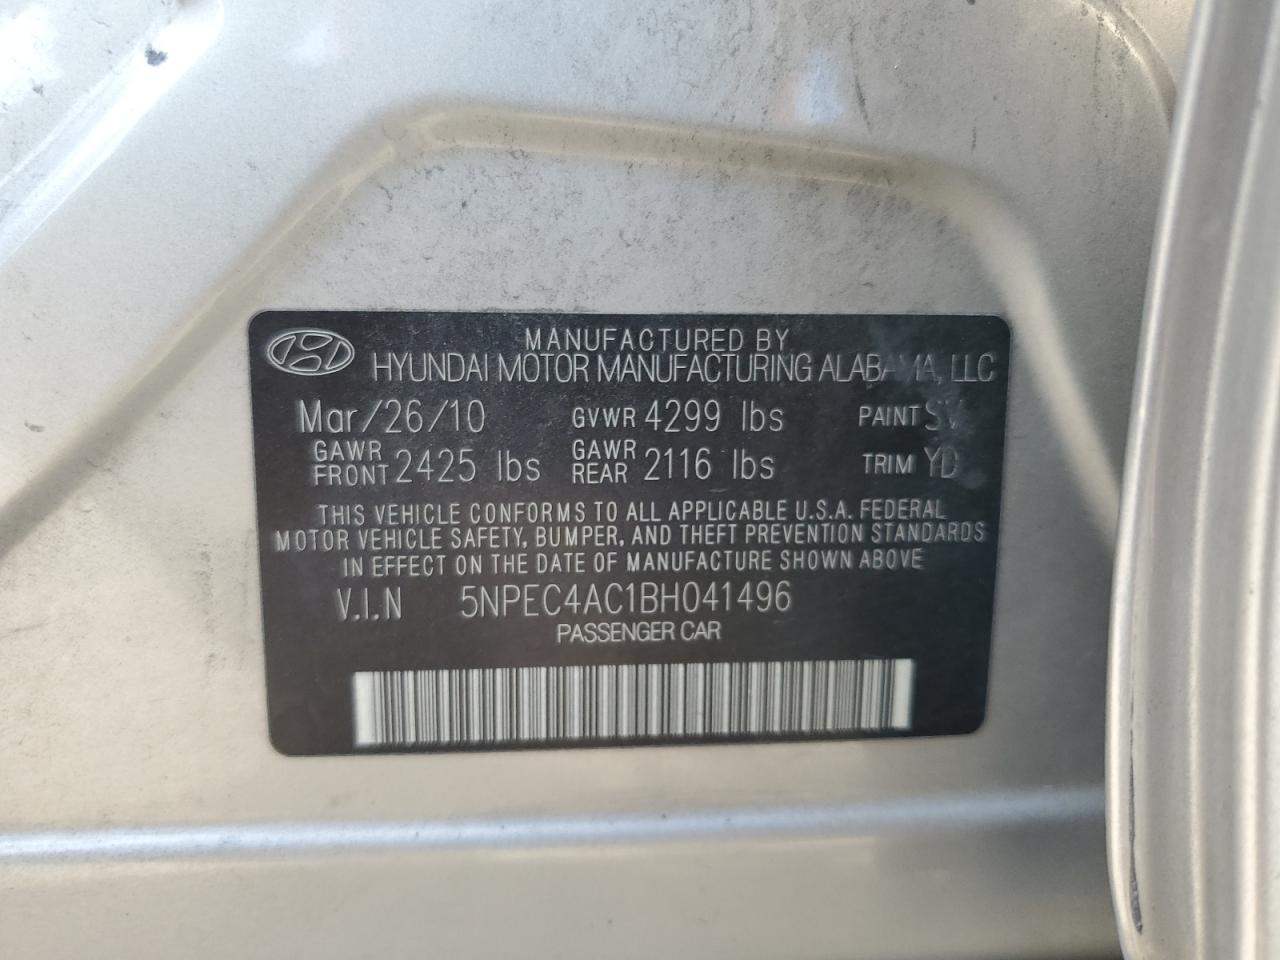 MANUFACTURED BY
HYUNDAI MOTOR MANUFACTURING ALABAMA, LLC
Mar/26/10 GVWR 4299 lbs PAINT
GAWR FRONT 2425 lbs GAWR REAR 2116 lbs TRIM YD
THIS VEHICLE CONFORMS TO ALL APPLICABLE U.S.A. FEDERAL
MOTOR VEHICLE SAFETY, BUMPER, AND THEFT PREVENTION STANDARDS
IN EFFECT ON THE DATE OF MANUFACTURE SHOWN ABOVE
V.I.N 5NPEC4AC1BH041496
PASSENGER CAR